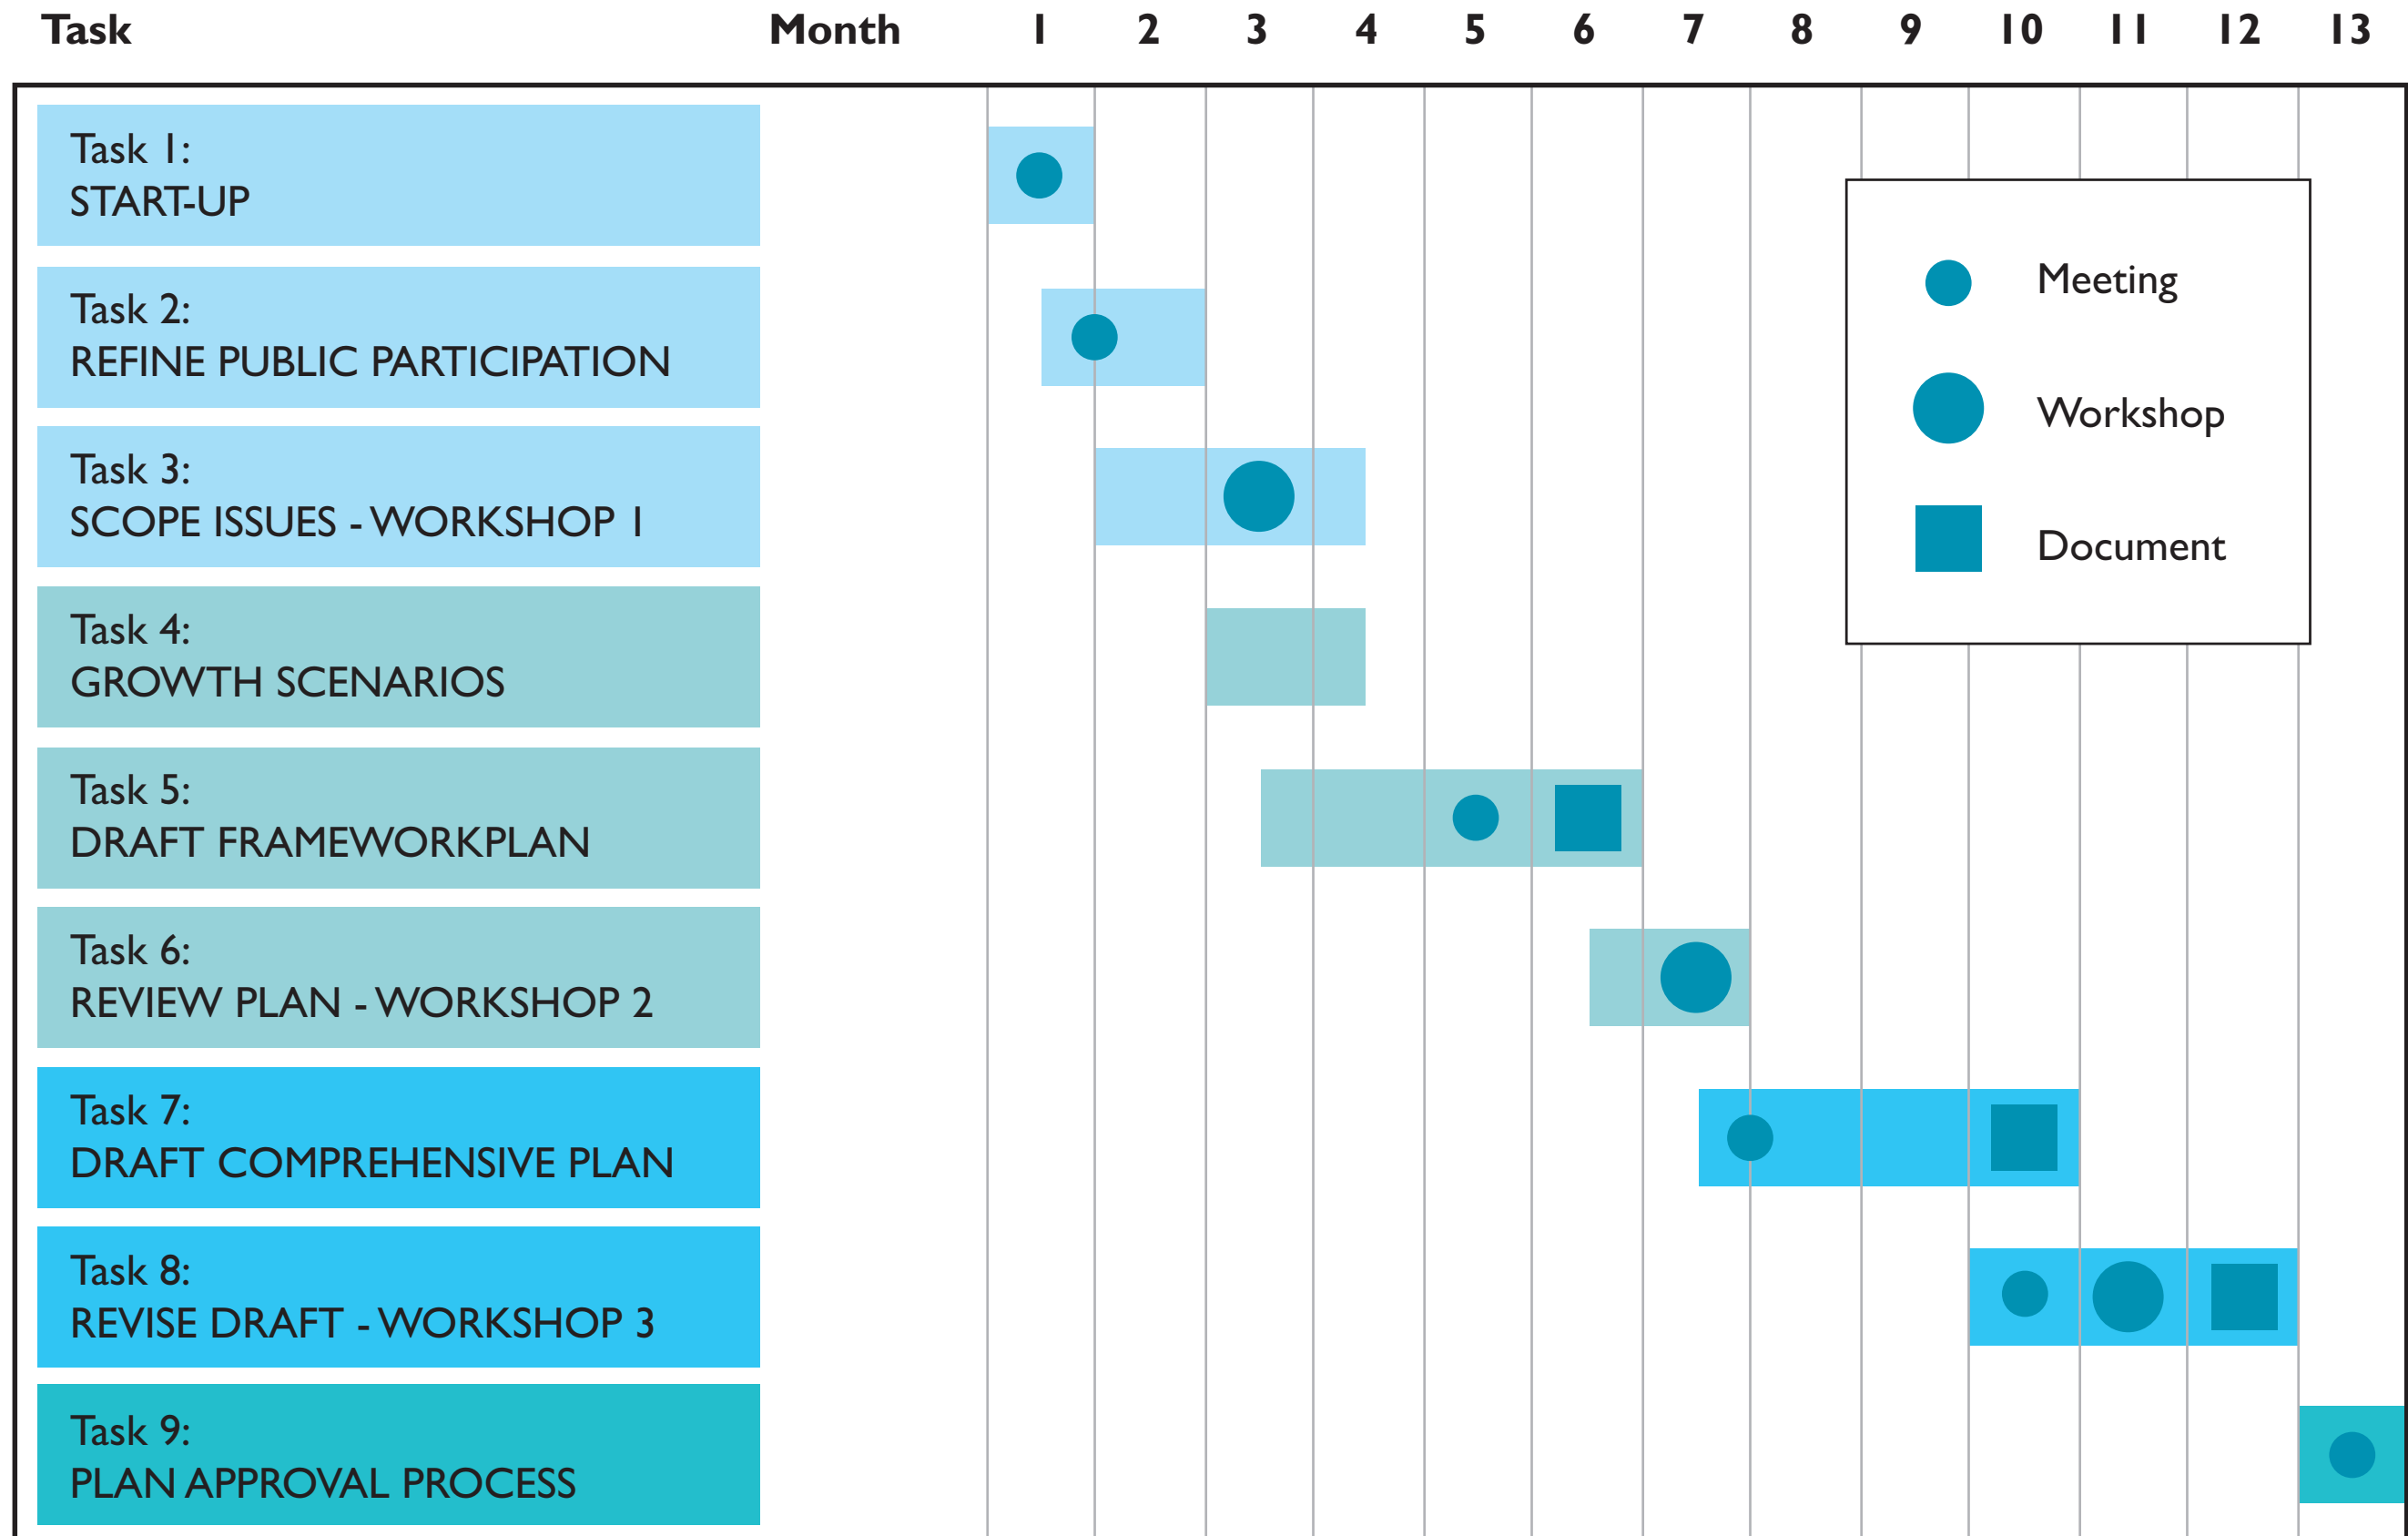 Task Month 1 2 3 4 5 6 7 8 9 10 11 12 13
Task 1:
START-UP
Task 2:
REFINE PUBLIC PARTICIPATION
Task 3:
SCOPE ISSUES - WORKSHOP 1
Task 4:
GROWTH SCENARIOS
Task 5:
DRAFT FRAMEWORKPLAN
Task 6:
REVIEW PLAN - WORKSHOP 2
Task 7:
DRAFT COMPREHENSIVE PLAN
Task 8:
REVISE DRAFT - WORKSHOP 3
Task 9:
PLAN APPROVAL PROCESS
Meeting
Workshop
Document